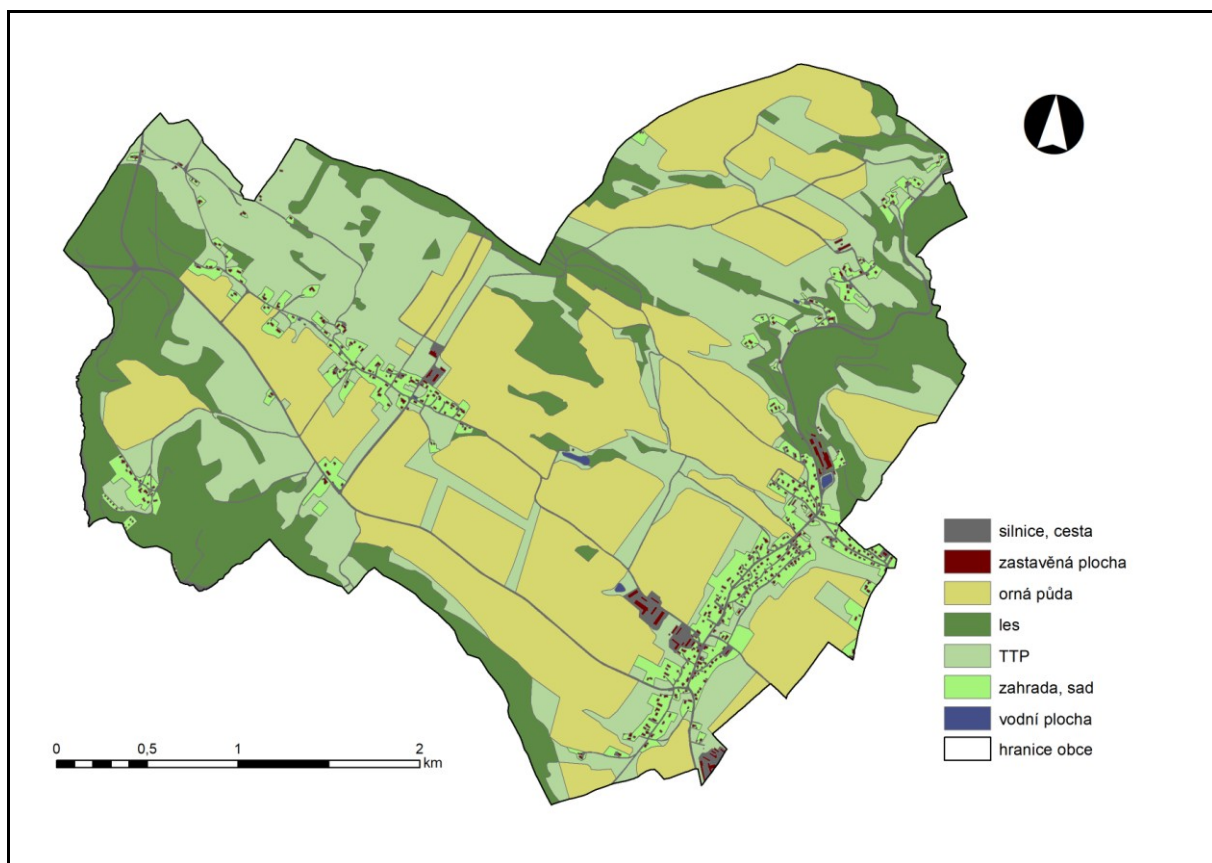 silnice, cesta
zastavěná plocha
orná půda
les
TTP
zahrada, sad
vodní plocha
hranice obce
0 0,5 1 2
km